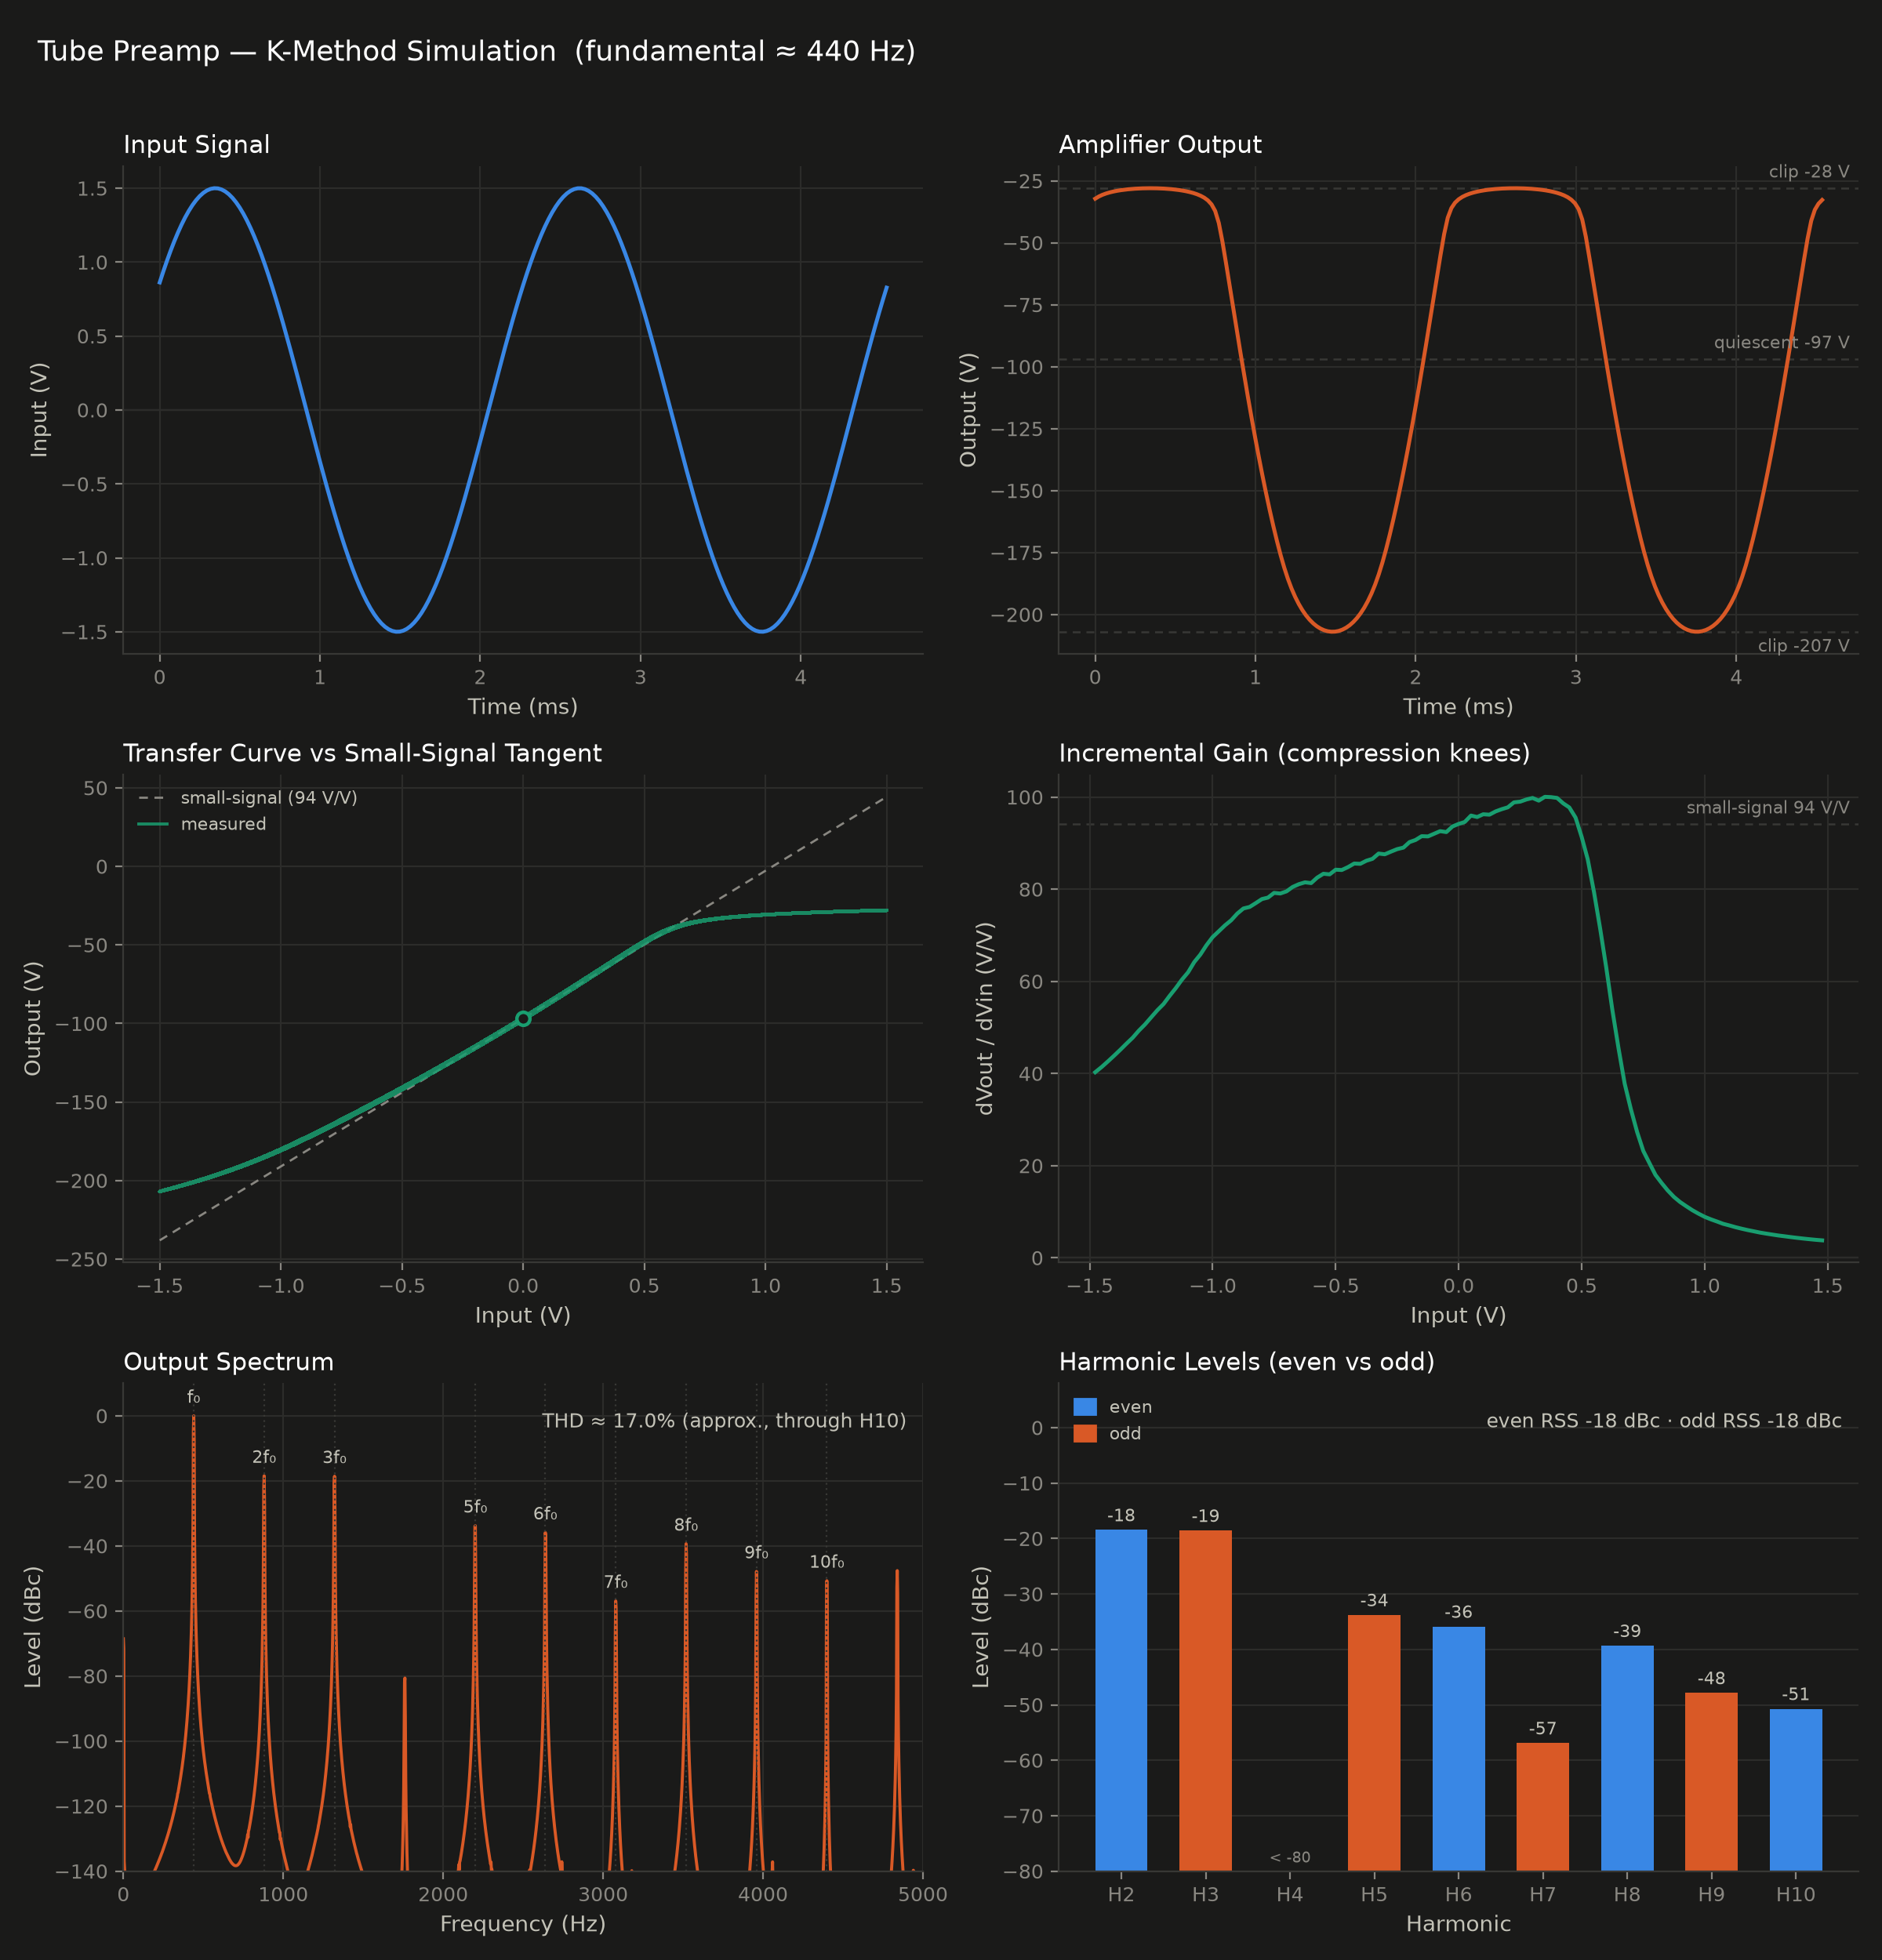 Tube Preamp — K-Method Simulation  (fundamental ≈ 440 Hz)
Input Signal
1.5
1.0
0.5
0.0
−0.5
−1.0
−1.5
Input (V)
0 1 2 3 4
Time (ms)
Amplifier Output
clip -28 V
quiescent -97 V
clip -207 V
−25
−50
−75
−100
−125
−150
−175
−200
Output (V)
0 1 2 3 4
Time (ms)
Transfer Curve vs Small-Signal Tangent
small-signal (94 V/V)
measured
50
0
−50
−100
−150
−200
−250
Output (V)
−1.5 −1.0 −0.5 0.0 0.5 1.0 1.5
Input (V)
Incremental Gain (compression knees)
small-signal 94 V/V
100
80
60
40
20
0
dVout / dVin (V/V)
−1.5 −1.0 −0.5 0.0 0.5 1.0 1.5
Input (V)
Output Spectrum
THD ≈ 17.0% (approx., through H10)
f₀
2f₀
3f₀
5f₀
6f₀
7f₀
8f₀
9f₀
10f₀
0
−20
−40
−60
−80
−100
−120
−140
Level (dBc)
0 1000 2000 3000 4000 5000
Frequency (Hz)
Harmonic Levels (even vs odd)
even
odd
even RSS -18 dBc · odd RSS -18 dBc
-18
-19
< -80
-34
-36
-57
-39
-48
-51
0
−10
−20
−30
−40
−50
−60
−70
−80
Level (dBc)
H2 H3 H4 H5 H6 H7 H8 H9 H10
Harmonic